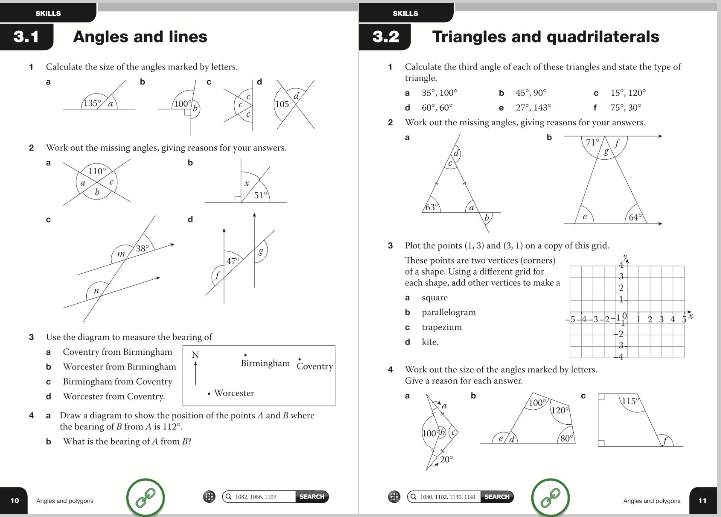 SKILLS
3.1 Angles and lines
1 Calculate the size of the angles marked by letters.
a b c d
135° a
100° b
c c c
105 d
2 Work out the missing angles, giving reasons for your answers.
a b
110° a b c
x 51°
c d
m 38° n
47° f g
3 Use the diagram to measure the bearing of
a Coventry from Birmingham
b Worcester from Birmingham
c Birmingham from Coventry
d Worcester from Coventry.
N
Birmingham
Coventry
Worcester
4 a Draw a diagram to show the position of the points A and B where
the bearing of B from A is 112°.
b What is the bearing of A from B?
10 Angles and polygons
1082, 1086, 1109 SEARCH
SKILLS
3.2 Triangles and quadrilaterals
1 Calculate the third angle of each of these triangles and state the type of
triangle.
a 35°, 100° b 45°, 90° c 15°, 120°
d 60°, 60° e 27°, 143° f 75°, 30°
2 Work out the missing angles, giving reasons for your answers.
a b
d c 63° a b
71° f g e 64°
3 Plot the points (1, 3) and (3, 1) on a copy of this grid.
These points are two vertices (corners)
of a shape. Using a different grid for
each shape, add other vertices to make a
a square
b parallelogram
c trapezium
d kite.
y
4
3
2
1
−5 −4 −3 −2 −1 0 1 2 3 4 5 x
−1
−2
−3
−4
4 Work out the size of the angles marked by letters.
Give a reason for each answer.
a b c
a 100° b c 20°
100° 120° e d 80°
115° f
1080, 1102, 1130, 1141 SEARCH
Angles and polygons 11